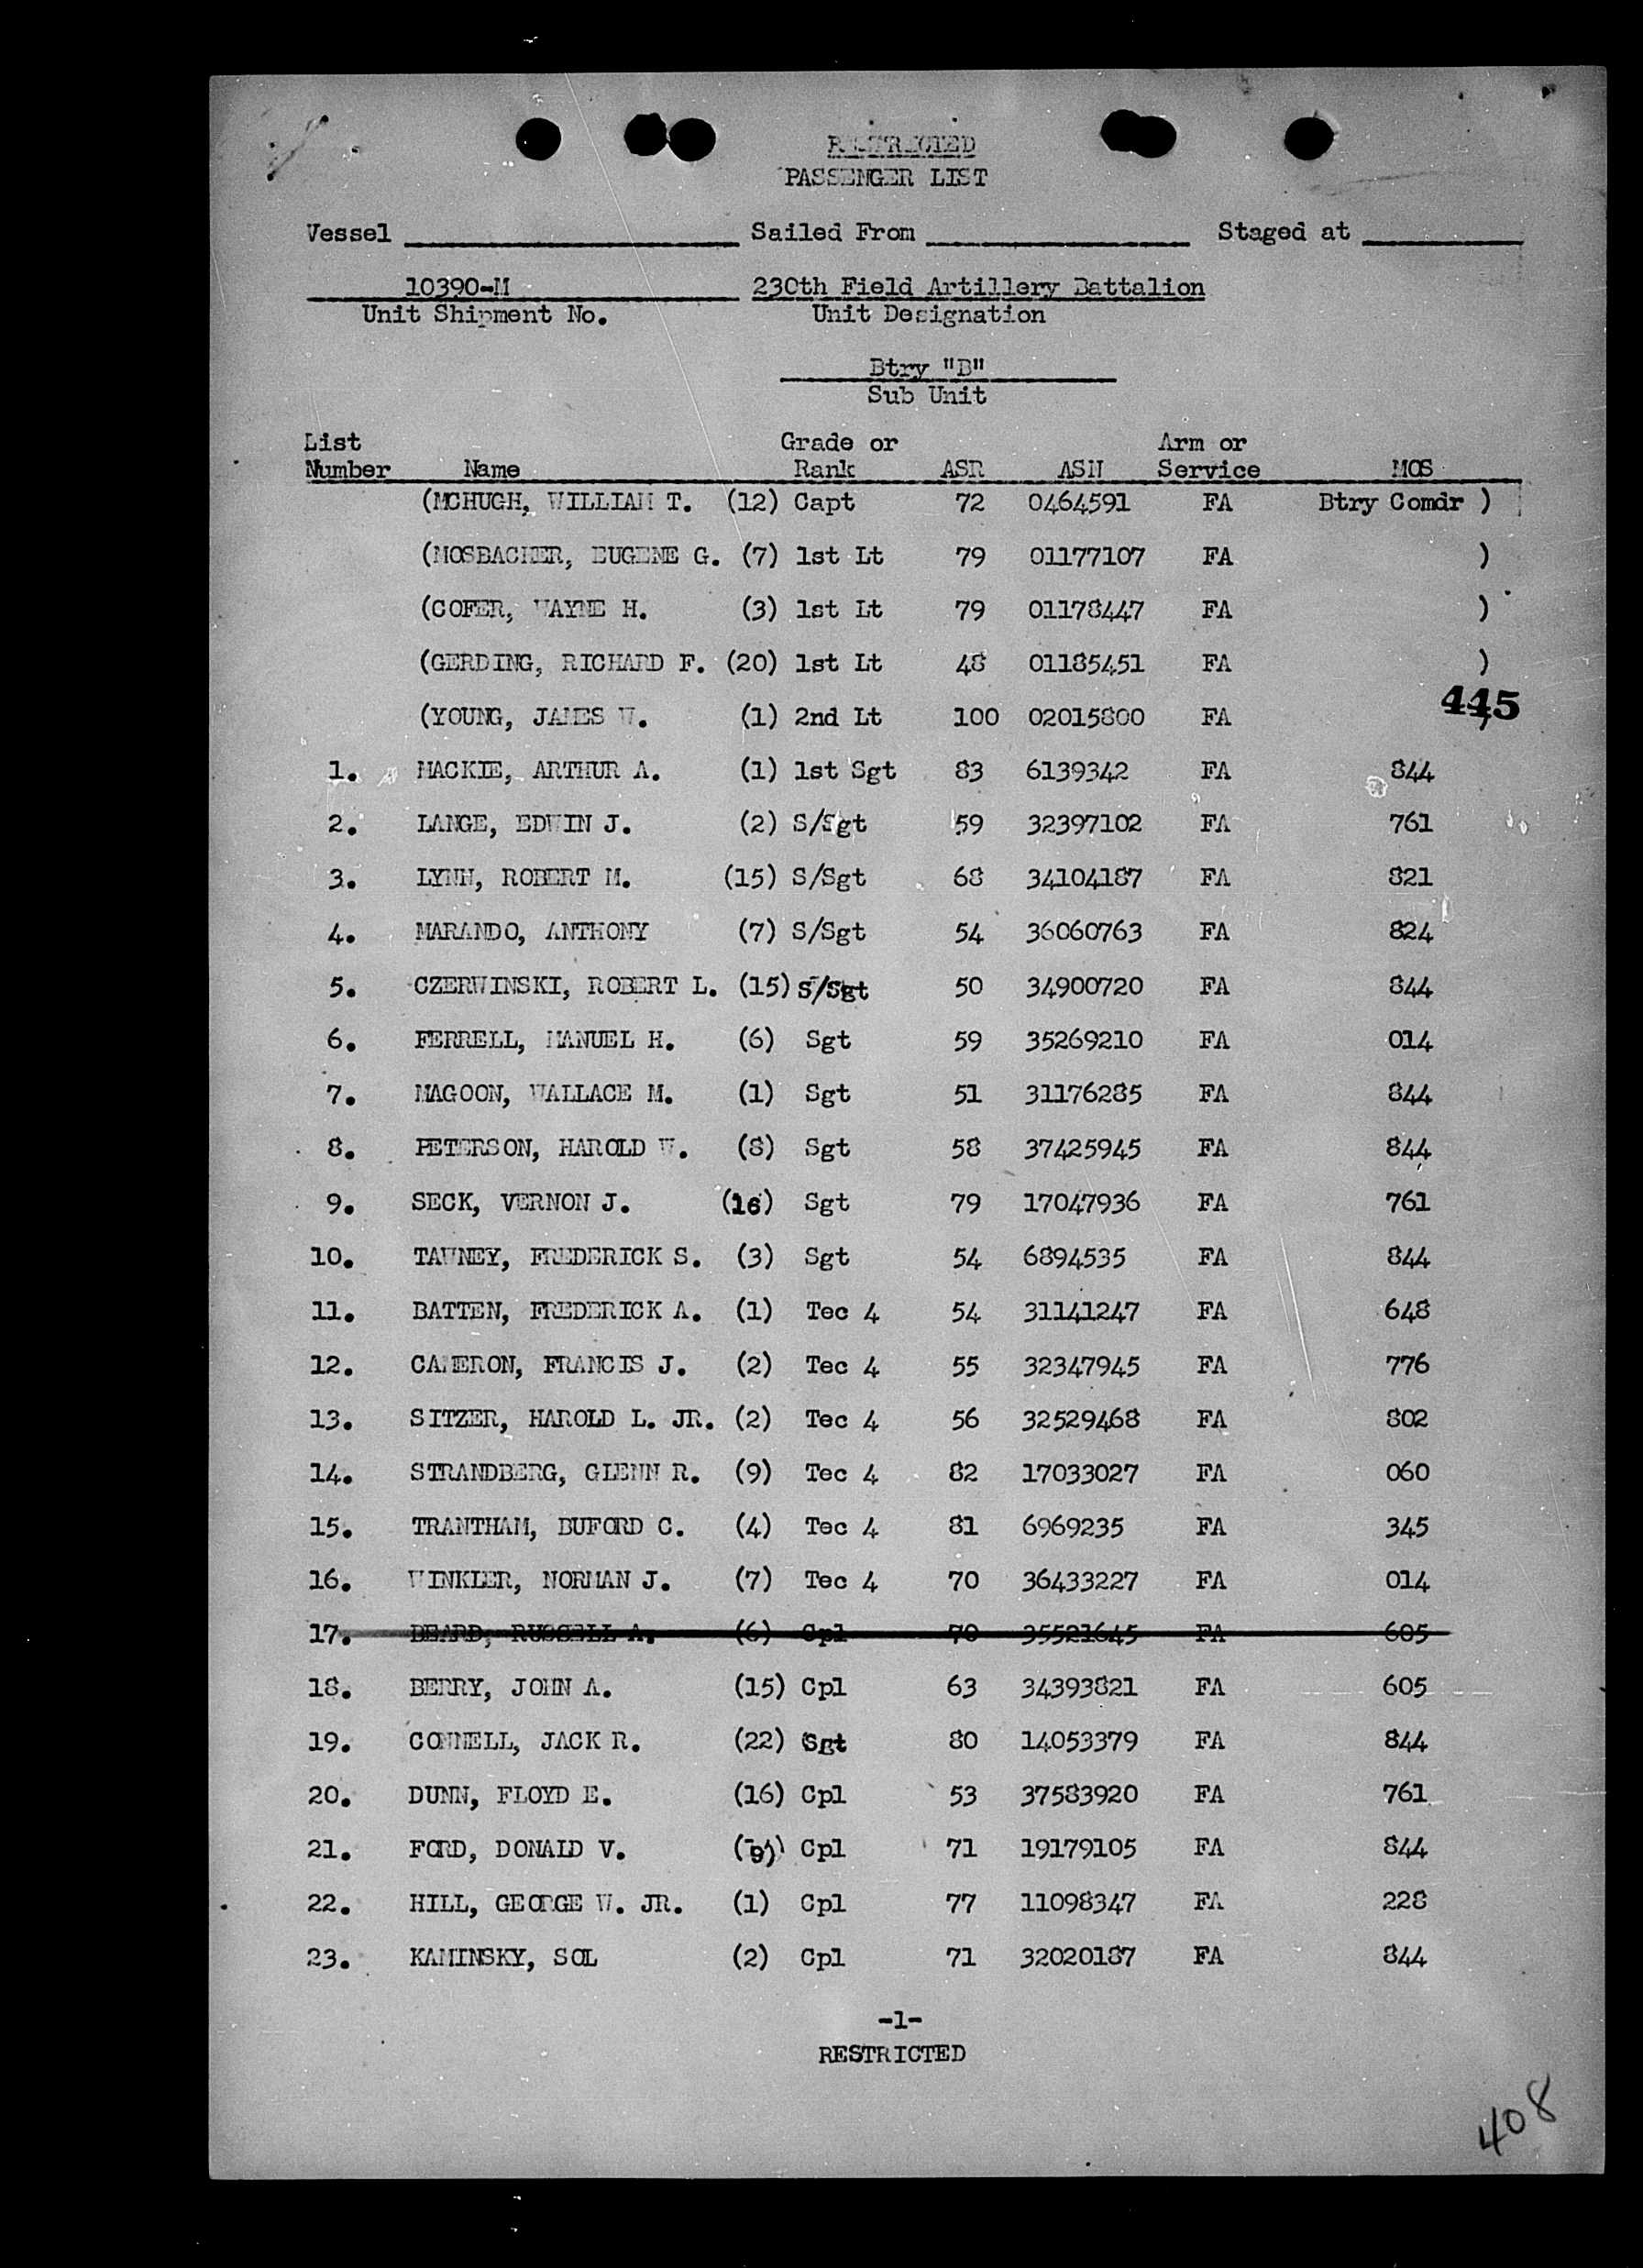 RESTRICTED
PASSENGER LIST
Vessel Sailed From Staged at
10390-M 230th Field Artillery Battalion
Unit Shipment No. Unit Designation
Btry "B"
Sub Unit
List Grade or Arm or
Number Name Rank ASR ASN Service MOS
(MCHUGH, WILLIAM T. (12) Capt 72 0464591 FA Btry Comdr )
(MOSBACHER, EUGENE G. (7) 1st Lt 79 01177107 FA )
(COFER, WAYNE H. (3) 1st Lt 79 01178447 FA )
(GERDING, RICHARD F. (20) 1st Lt 48 01185451 FA )
(YOUNG, JAMES W. (1) 2nd Lt 100 02015800 FA )
445
1. MACKIE, ARTHUR A. (1) 1st Sgt 83 6139342 FA 844
2. LANGE, EDWIN J. (2) S/Sgt 59 32397102 FA 761
3. LYNN, ROBERT M. (15) S/Sgt 68 34104187 FA 821
4. MARANDO, ANTHONY (7) S/Sgt 54 36060763 FA 824
5. CZERWINSKI, ROBERT L. (15) S/Sgt 50 34900720 FA 844
6. FERRELL, MANUEL H. (6) Sgt 59 35269210 FA 014
7. MAGOON, WALLACE M. (1) Sgt 51 31176285 FA 844
8. PETERSON, HAROLD W. (8) Sgt 58 37425945 FA 844
9. SECK, VERNON J. (16) Sgt 79 17047936 FA 761
10. TAWNEY, FREDERICK S. (3) Sgt 54 6894535 FA 844
11. BATTEN, FREDERICK A. (1) Tec 4 54 31141247 FA 648
12. CAMERON, FRANCIS J. (2) Tec 4 55 32347945 FA 776
13. SITZER, HAROLD L. JR. (2) Tec 4 56 32529468 FA 802
14. STRANDBERG, GLENN R. (9) Tec 4 82 17033027 FA 060
15. TRANTHAM, BUFORD C. (4) Tec 4 81 6969235 FA 345
16. WINKLER, NORMAN J. (7) Tec 4 70 36433227 FA 014
17. BEARD, RUSSELL A. (6) Cpl 70 35521645 FA 605
18. BERRY, JOHN A. (15) Cpl 63 34393821 FA 605
19. CONNELL, JACK R. (22) Sgt 80 14053379 FA 844
20. DUNN, FLOYD E. (16) Cpl 53 37583920 FA 761
21. FORD, DONALD V. (9) Cpl 71 19179105 FA 844
22. HILL, GEORGE W. JR. (1) Cpl 77 11098347 FA 228
23. KAMINSKY, SOL (2) Cpl 71 32020187 FA 844
-1-
RESTRICTED
408